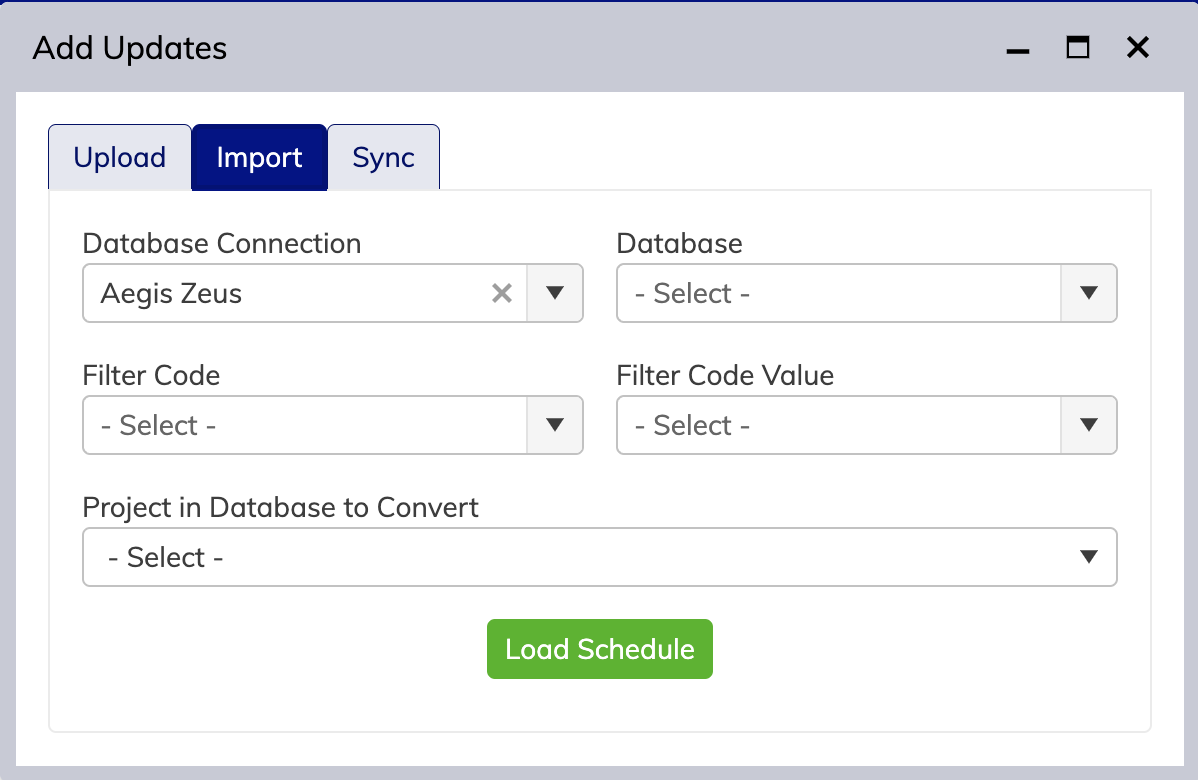 Add Updates
Upload Import Sync
Database Connection Database
Aegis Zeus - Select -
Filter Code Filter Code Value
- Select - - Select -
Project in Database to Convert
- Select -
Load Schedule